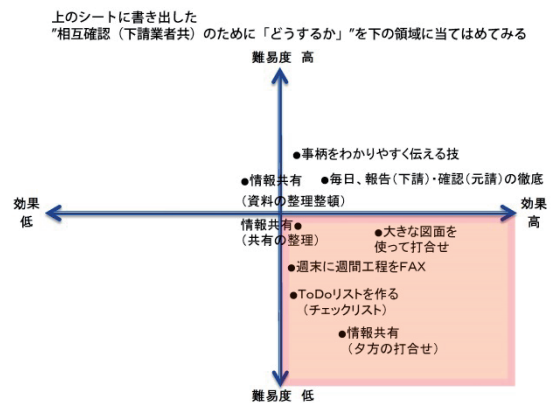 上のシートに書き出した
”相互確認（下請業者共）のために「どうするか」”を下の領域に当てはめてみる
難易度 高
●事柄をわかりやすく伝える技
●情報共有
（資料の整理整頓）
●毎日、報告（下請）・確認（元請）の徹底
効果
低
効果
高
情報共有●
（共有の整理）
●大きな図面を
使って打合せ
●週末に週間工程をFAX
●ToDoリストを作る
（チェックリスト）
●情報共有
（夕方の打合せ）
難易度 低